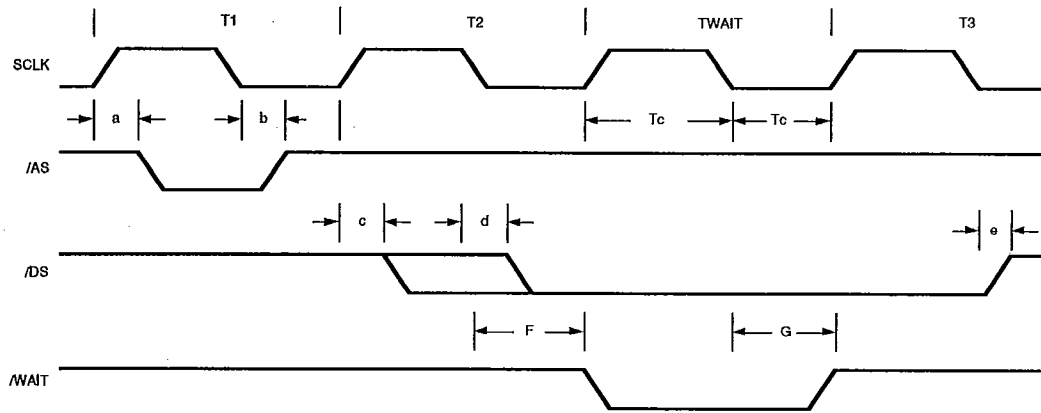 T1 T2 TWAIT T3
SCLK
a b Tc Tc
/AS
c d e
/DS
F G
/WAIT